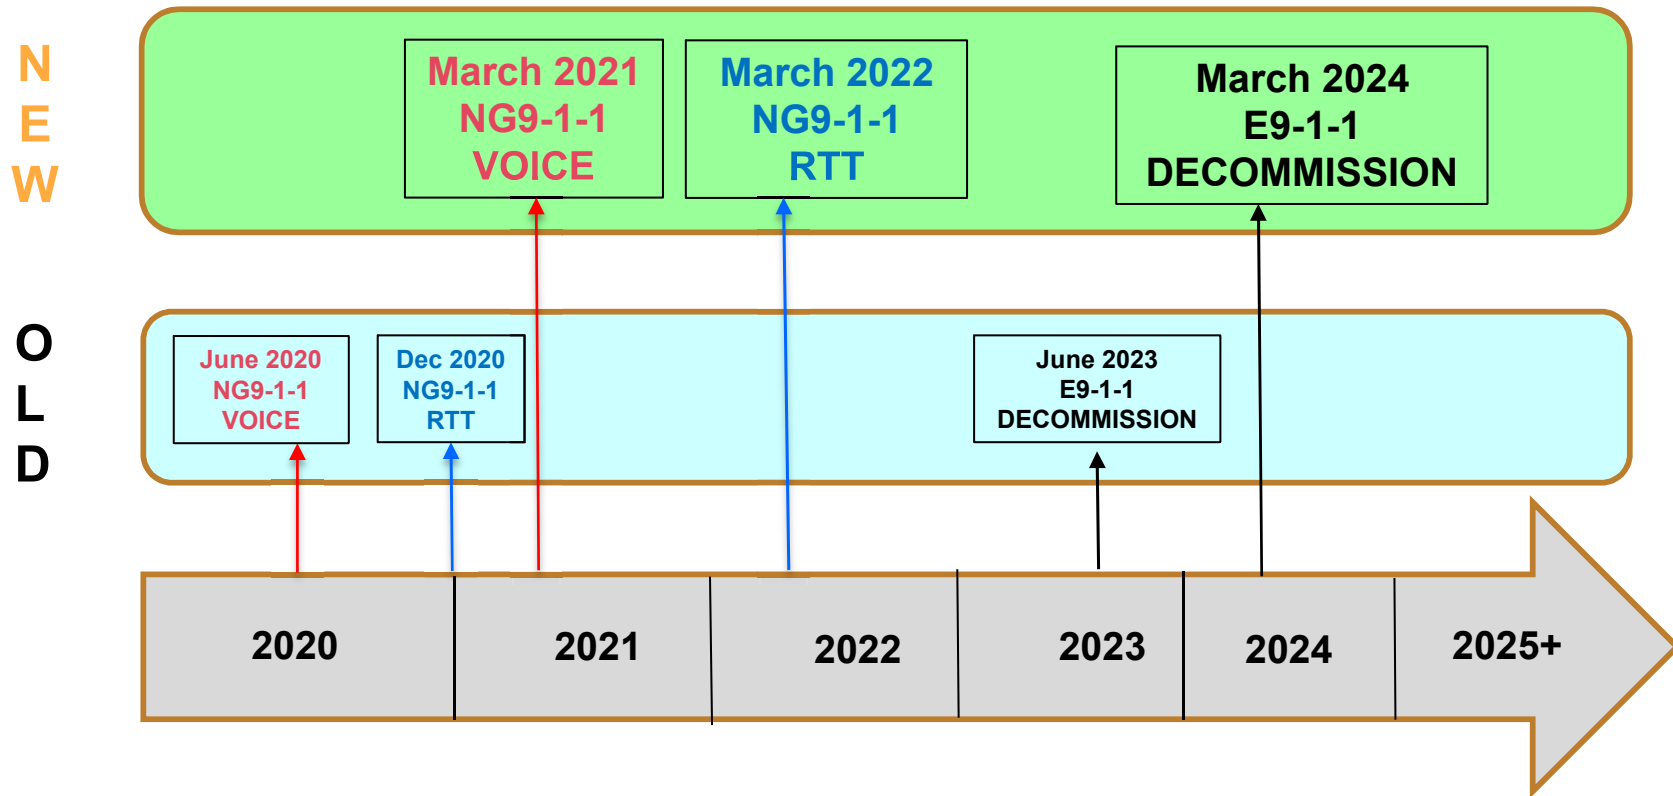 N
E
W
March 2021
NG9-1-1
VOICE
March 2022
NG9-1-1
RTT
March 2024
E9-1-1
DECOMMISSION
O
L
D
June 2020
NG9-1-1
VOICE
Dec 2020
NG9-1-1
RTT
June 2023
E9-1-1
DECOMMISSION
2020
2021
2022
2023
2024
2025+